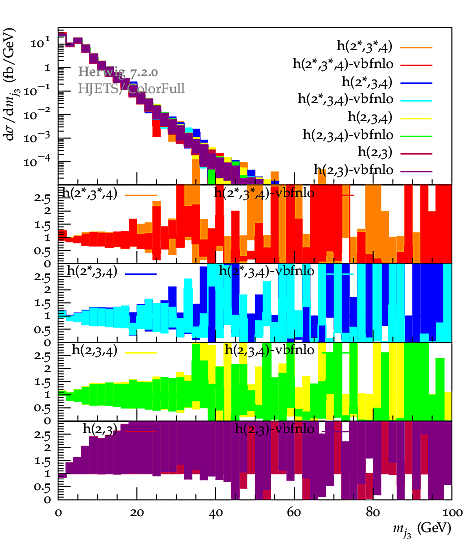 dσ/dm_{j_3} (fb/GeV)
10^1
1
10^{-1}
10^{-2}
10^{-3}
10^{-4}
Herwig 7.2.0
HJETS/ ColorFull
h(2*,3*,4)
h(2*,3*,4)-vbfnlo
h(2*,3,4)
h(2*,3,4)-vbfnlo
h(2,3,4)
h(2,3,4)-vbfnlo
h(2,3)
h(2,3)-vbfnlo
h(2*,3*,4) h(2*,3*,4)-vbfnlo
2.5
2
1.5
1
0.5
0
h(2*,3,4) h(2*,3,4)-vbfnlo
2.5
2
1.5
1
0.5
0
h(2,3,4) h(2,3,4)-vbfnlo
2.5
2
1.5
1
0.5
0
h(2,3) h(2,3)-vbfnlo
2.5
2
1.5
1
0.5
0
0 20 40 60 80 100
m_{j_3} (GeV)